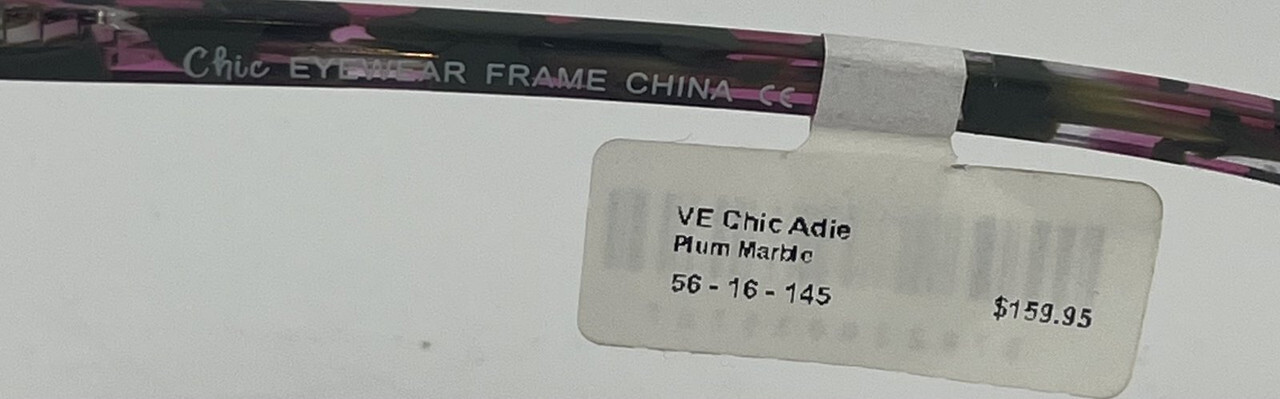 Chic EYEWEAR FRAME CHINA CE
VE Chic Adie
Plum Marble
56 - 16 - 145
$159.95